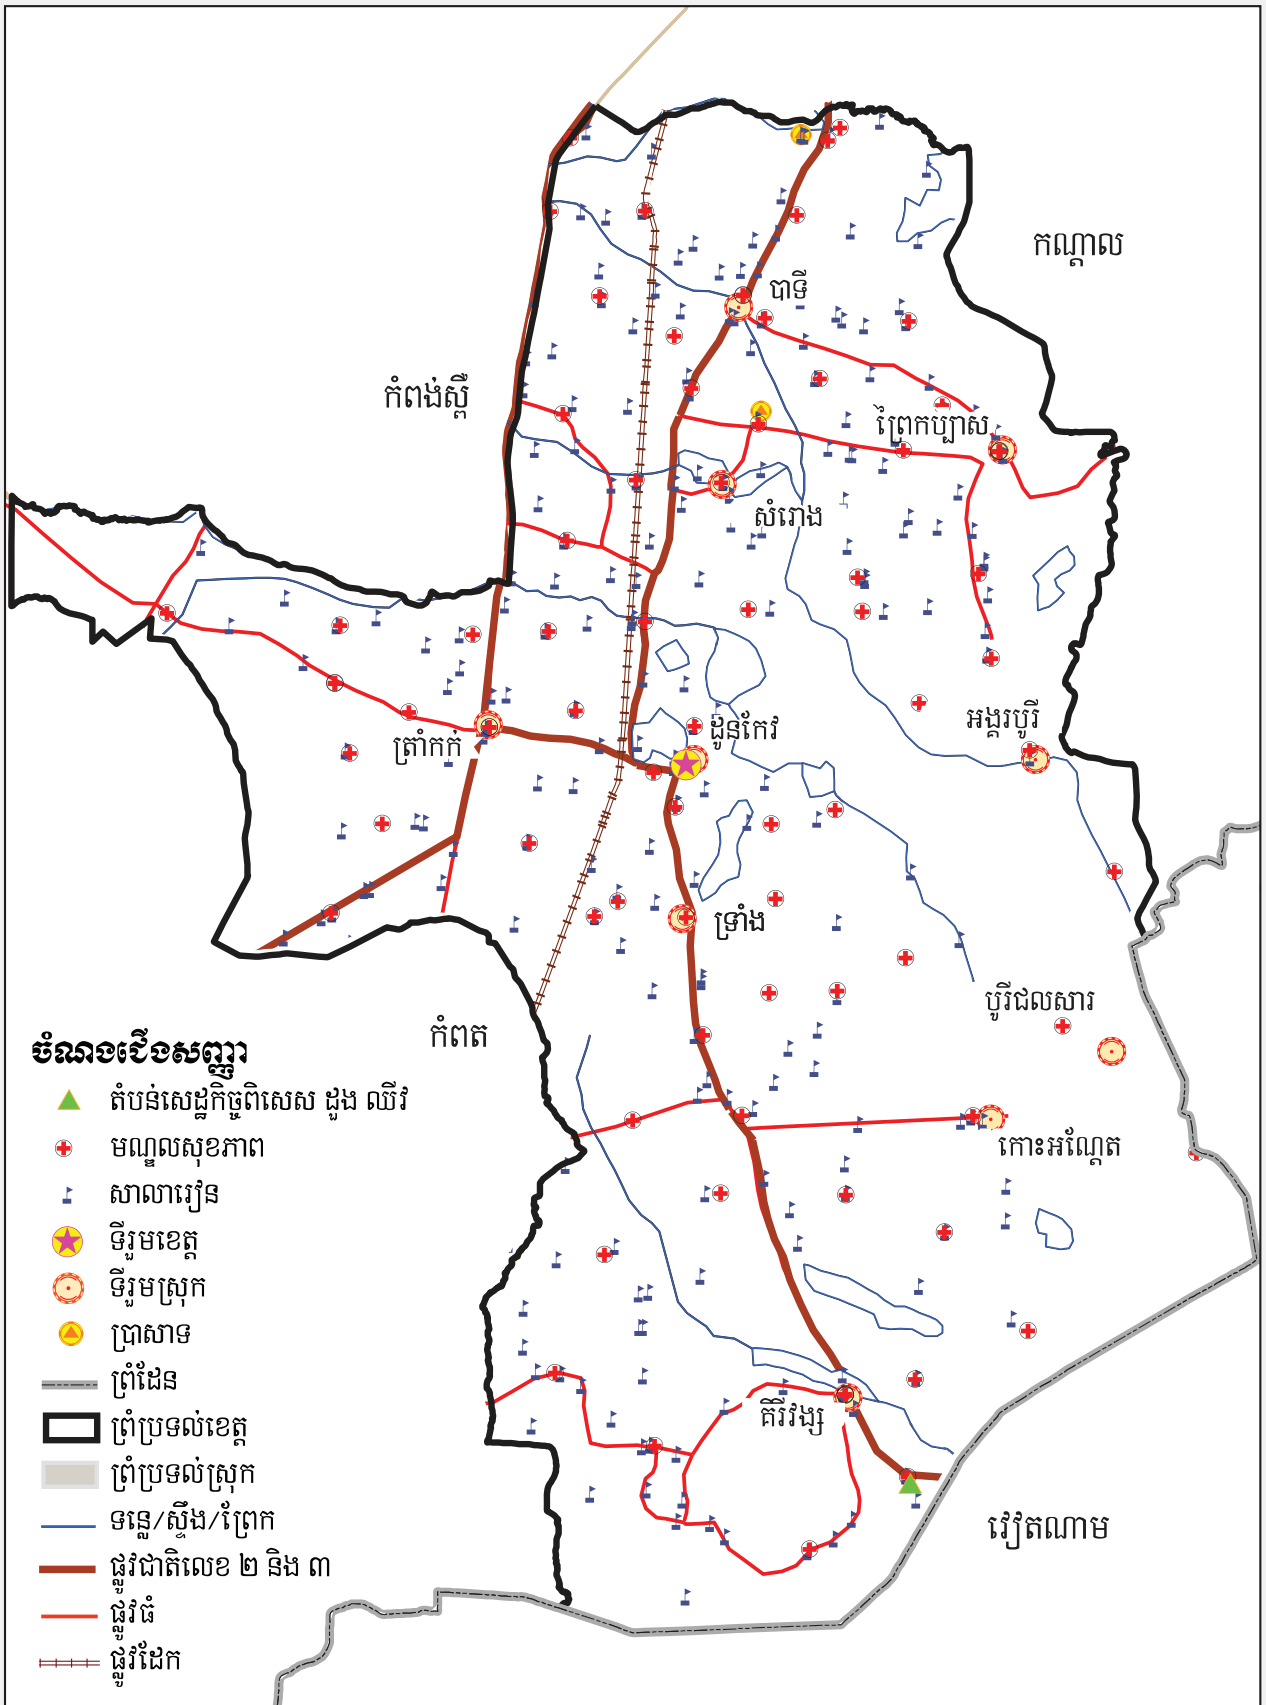 កណ្ដាល
បាទី
កំពង់ស្ពឺ
ព្រៃកប្បាស
សំរោង
អង្គរបូរី
ដូនកែវ
ត្រាំកក់
ទ្រាំង
បូរីជលសារ
កំពត
កោះអណ្តែត
គិរីវង្ស
វៀតណាម
ចំណងជើងសញ្ញា
តំបន់សេដ្ឋកិច្ចពិសេស ដួង ឈីវ
មណ្ឌលសុខភាព
សាលារៀន
ទីរួមខេត្ត
ទីរួមស្រុក
ប្រាសាទ
ព្រំដែន
ព្រំប្រទល់ខេត្ត
ព្រំប្រទល់ស្រុក
ទន្លេ/ស្ទឹង/ព្រែក
ផ្លូវជាតិលេខ ២ និង ៣
ផ្លូវធំ
ផ្លូវដែក